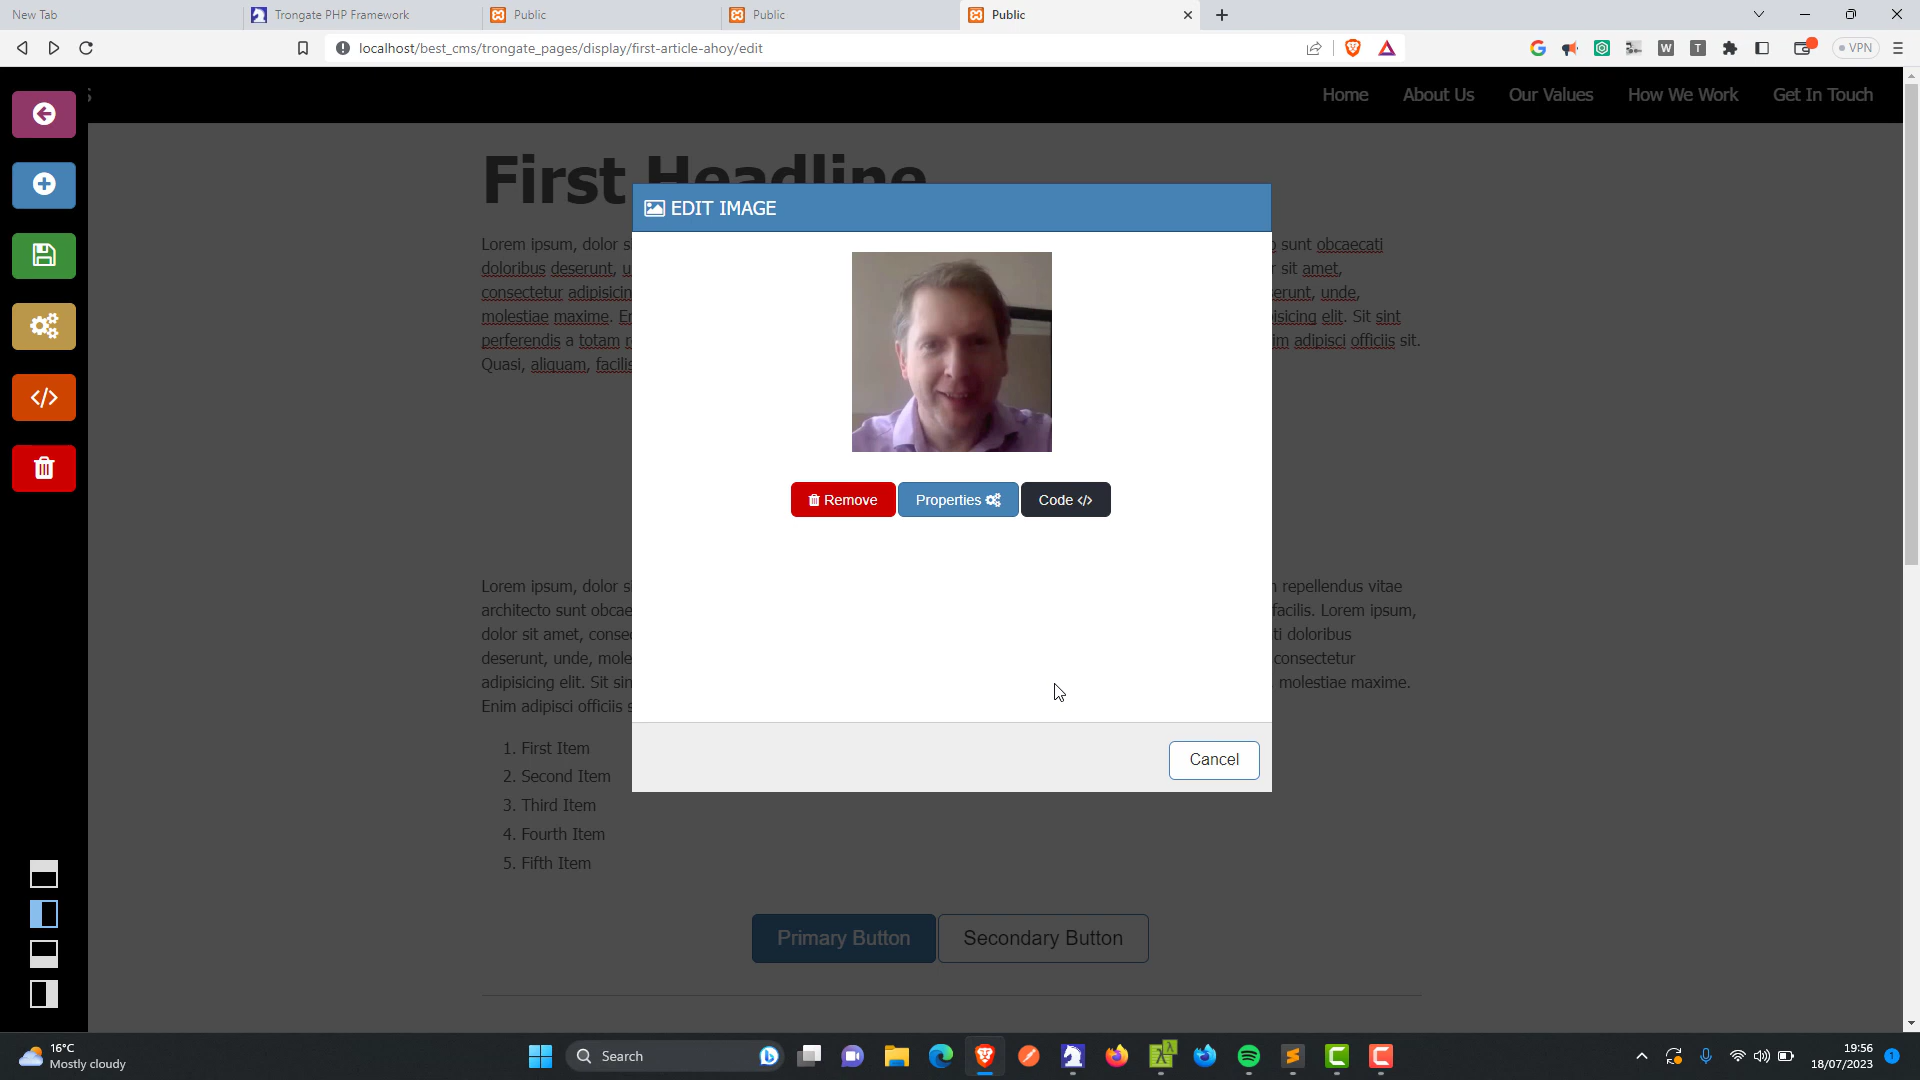 New Tab
Trongate PHP Framework
Public
Public
Public
localhost/best_cms/trongate_pages/display/first-article-ahoy/edit
VPN
S
Home
About Us
Our Values
How We Work
Get In Touch
First Headline
EDIT IMAGE
Lorem ipsum, dolor s
sunt obcaecati
doloribus deserunt, u
r sit amet,
consectetur adipisicin
erunt, unde,
molestiae maxime. En
isicing elit. Sit sint
perferendis a totam r
im adipisci officiis sit.
Quasi, aliquam, facilis
Remove
Properties
Code </>
Lorem ipsum, dolor si
repellendus vitae
architecto sunt obcae
facilis. Lorem ipsum,
dolor sit amet, consec
ti doloribus
deserunt, unde, mole
consectetur
adipisicing elit. Sit sin
molestiae maxime.
Enim adipisci officiis s
1. First Item
2. Second Item
3. Third Item
4. Fourth Item
5. Fifth Item
Cancel
Primary Button
Secondary Button
16°C
Mostly cloudy
Search
19:56
18/07/2023
1